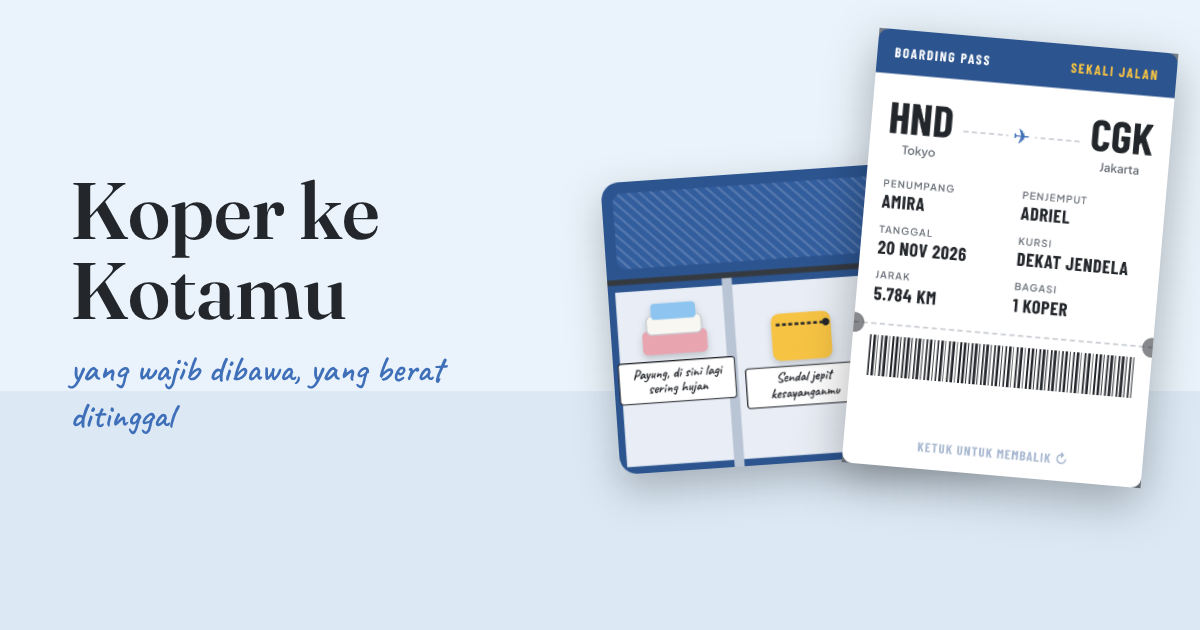 Koper ke
Kotamu
yang wajib dibawa, yang berat
ditinggal
Payung, di sini lagi
sering hujan
Sendal jepit
kesayanganmu
BOARDING PASS
SEKALI JALAN
HND
CGK
Tokyo
Jakarta
PENUMPANG
AMIRA
PENJEMPUT
ADRIEL
TANGGAL
20 NOV 2026
KURSI
DEKAT JENDELA
JARAK
5.784 KM
BAGASI
1 KOPER
KETUK UNTUK MEMBALIK